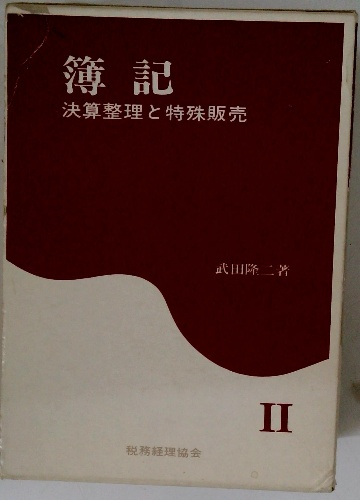 簿記
決算整理と特殊販売
武田隆二著
II
税務経理協会